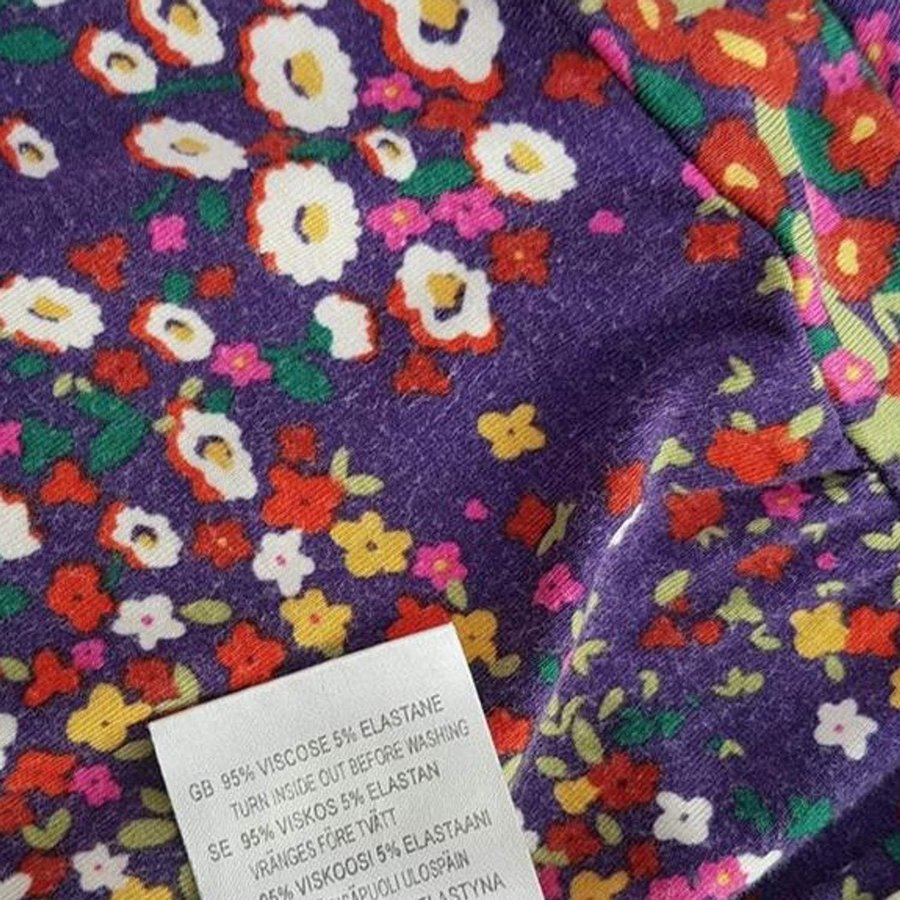 GB 95% VISCOSE 5% ELASTANE
TURN INSIDE OUT BEFORE WASHING
SE 95% VISKOS 5% ELASTAN
VRÄNGES FÖRE TVÄTT
95% VISKOOSI 5% ELASTAANI
ULOSPÄIN